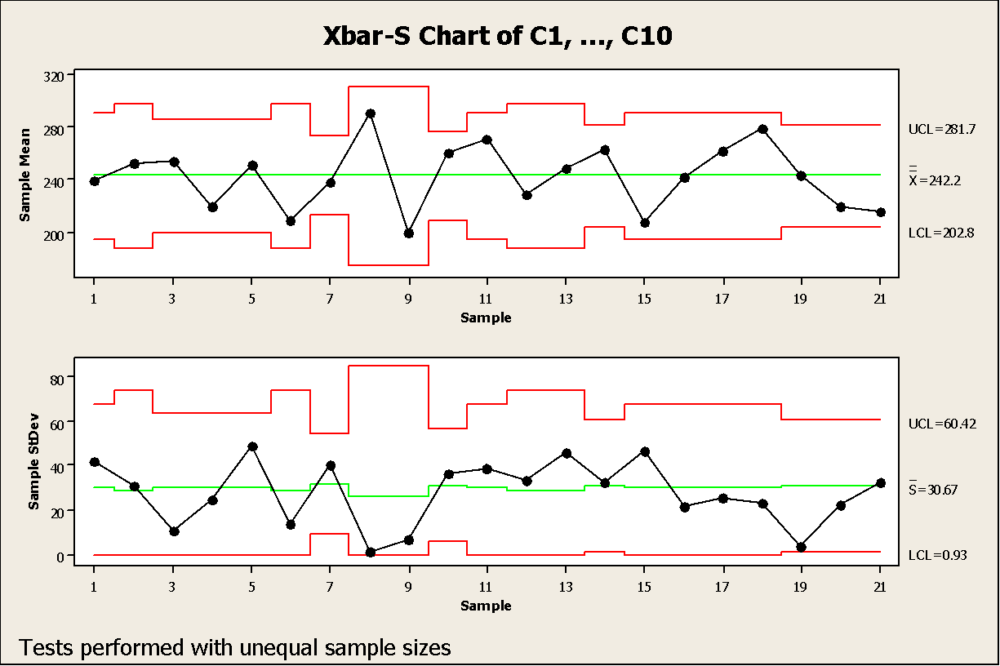 Xbar-S Chart of C1, ..., C10
Sample Mean
320
280
240
200
UCL=281.7
X=242.2
LCL=202.8
1 3 5 7 9 11 13 15 17 19 21
Sample
Sample StDev
80
60
40
20
0
UCL=60.42
S=30.67
LCL=0.93
1 3 5 7 9 11 13 15 17 19 21
Sample
Tests performed with unequal sample sizes